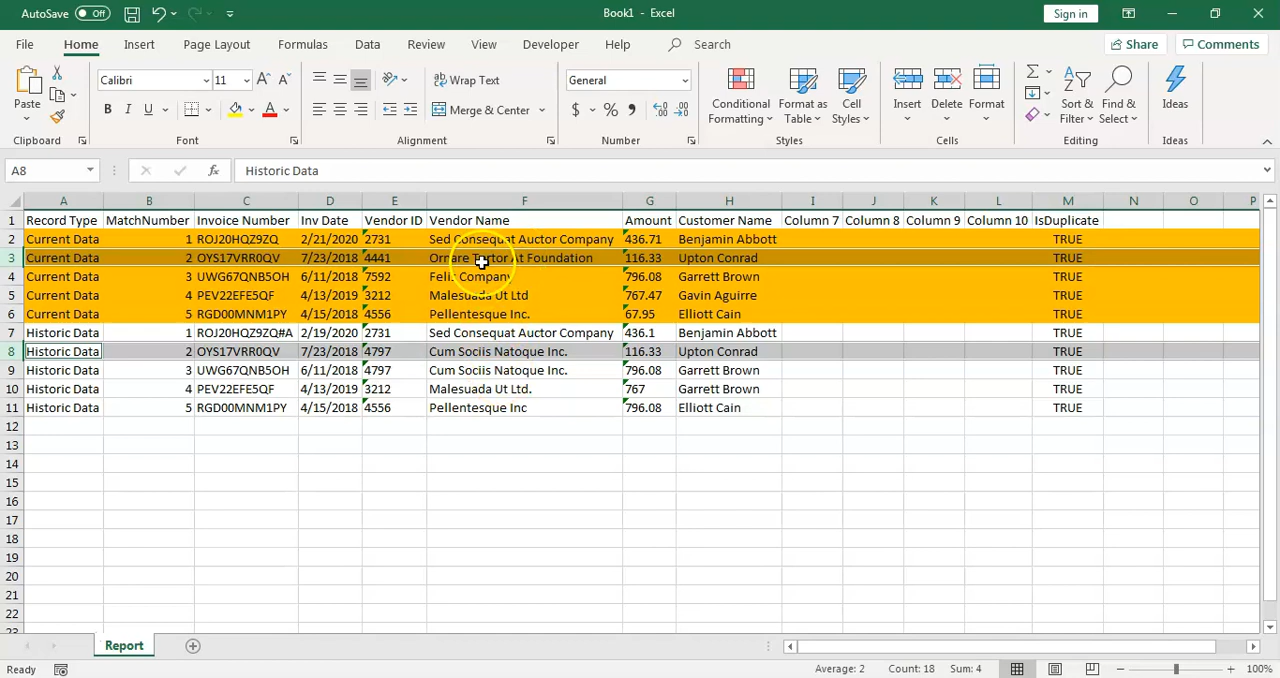 AutoSave Off Book1 - Excel Sign in
File Home Insert Page Layout Formulas Data Review View Developer Help Search Share Comments
Paste Calibri 11 A A Wrap Text General Conditional Formatting Format as Table Cell Styles Insert Delete Format Sort & Filter Find & Select Ideas
B I U A Merge & Center $ % ,
Clipboard Font Alignment Number Styles Cells Editing Ideas
A8 fx Historic Data
A B C D E F G H I J K L M N O P
1 Record Type MatchNumber Invoice Number Inv Date Vendor ID Vendor Name Amount Customer Name Column 7 Column 8 Column 9 Column 10 IsDuplicate
2 Current Data 1 ROJ20HQZ9ZQ 2/21/2020 2731 Sed Consequat Auctor Company 436.71 Benjamin Abbott TRUE
3 Current Data 2 OYS17VRR0QV 7/23/2018 4441 Ornare Tortor At Foundation 116.33 Upton Conrad TRUE
4 Current Data 3 UWG67QNB5OH 6/11/2018 7592 Felis Company 796.08 Garrett Brown TRUE
5 Current Data 4 PEV22EFE5QF 4/13/2019 3212 Malesuada Ut Ltd 767.47 Gavin Aguirre TRUE
6 Current Data 5 RGD00MNM1PY 4/15/2018 4556 Pellentesque Inc. 67.95 Elliott Cain TRUE
7 Historic Data 1 ROJ20HQZ9ZQ#A 2/19/2020 2731 Sed Consequat Auctor Company 436.1 Benjamin Abbott TRUE
8 Historic Data 2 OYS17VRR0QV 7/23/2018 4797 Cum Sociis Natoque Inc. 116.33 Upton Conrad TRUE
9 Historic Data 3 UWG67QNB5OH 6/11/2018 4797 Cum Sociis Natoque Inc. 796.08 Garrett Brown TRUE
10 Historic Data 4 PEV22EFE5QF 4/13/2019 3212 Malesuada Ut Ltd. 767 Garrett Brown TRUE
11 Historic Data 5 RGD00MNM1PY 4/15/2018 4556 Pellentesque Inc 796.08 Elliott Cain TRUE
12
13
14
15
16
17
18
19
20
21
22
23
Report
Ready Average: 2 Count: 18 Sum: 4 100%